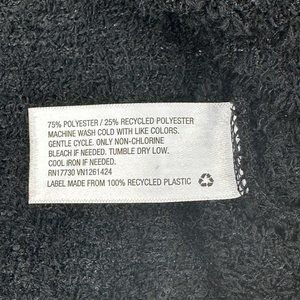 75% POLYESTER / 25% RECYCLED POLYESTER
MACHINE WASH COLD WITH LIKE COLORS.
GENTLE CYCLE. ONLY NON-CHLORINE
BLEACH IF NEEDED. TUMBLE DRY LOW.
COOL IRON IF NEEDED.
RN17730 VN1261424
LABEL MADE FROM 100% RECYCLED PLASTIC